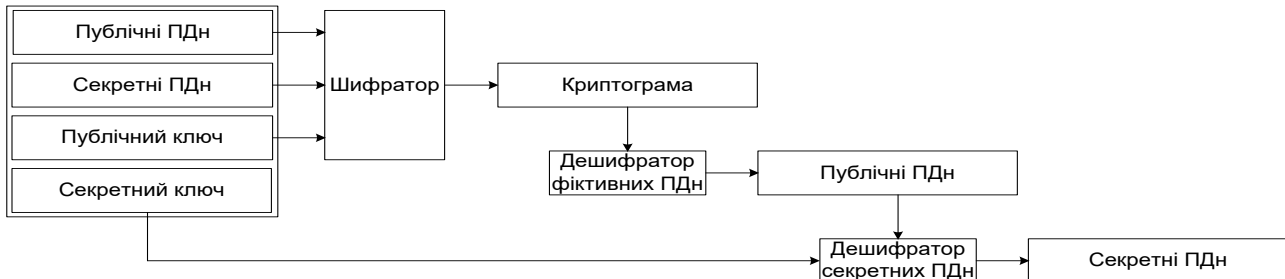 Публічні ПДн
Секретні ПДн
Публічний ключ
Секретний ключ
Шифратор
Криптограма
Дешифратор
фіктивних ПДн
Публічні ПДн
Дешифратор
секретних ПДн
Секретні ПДн